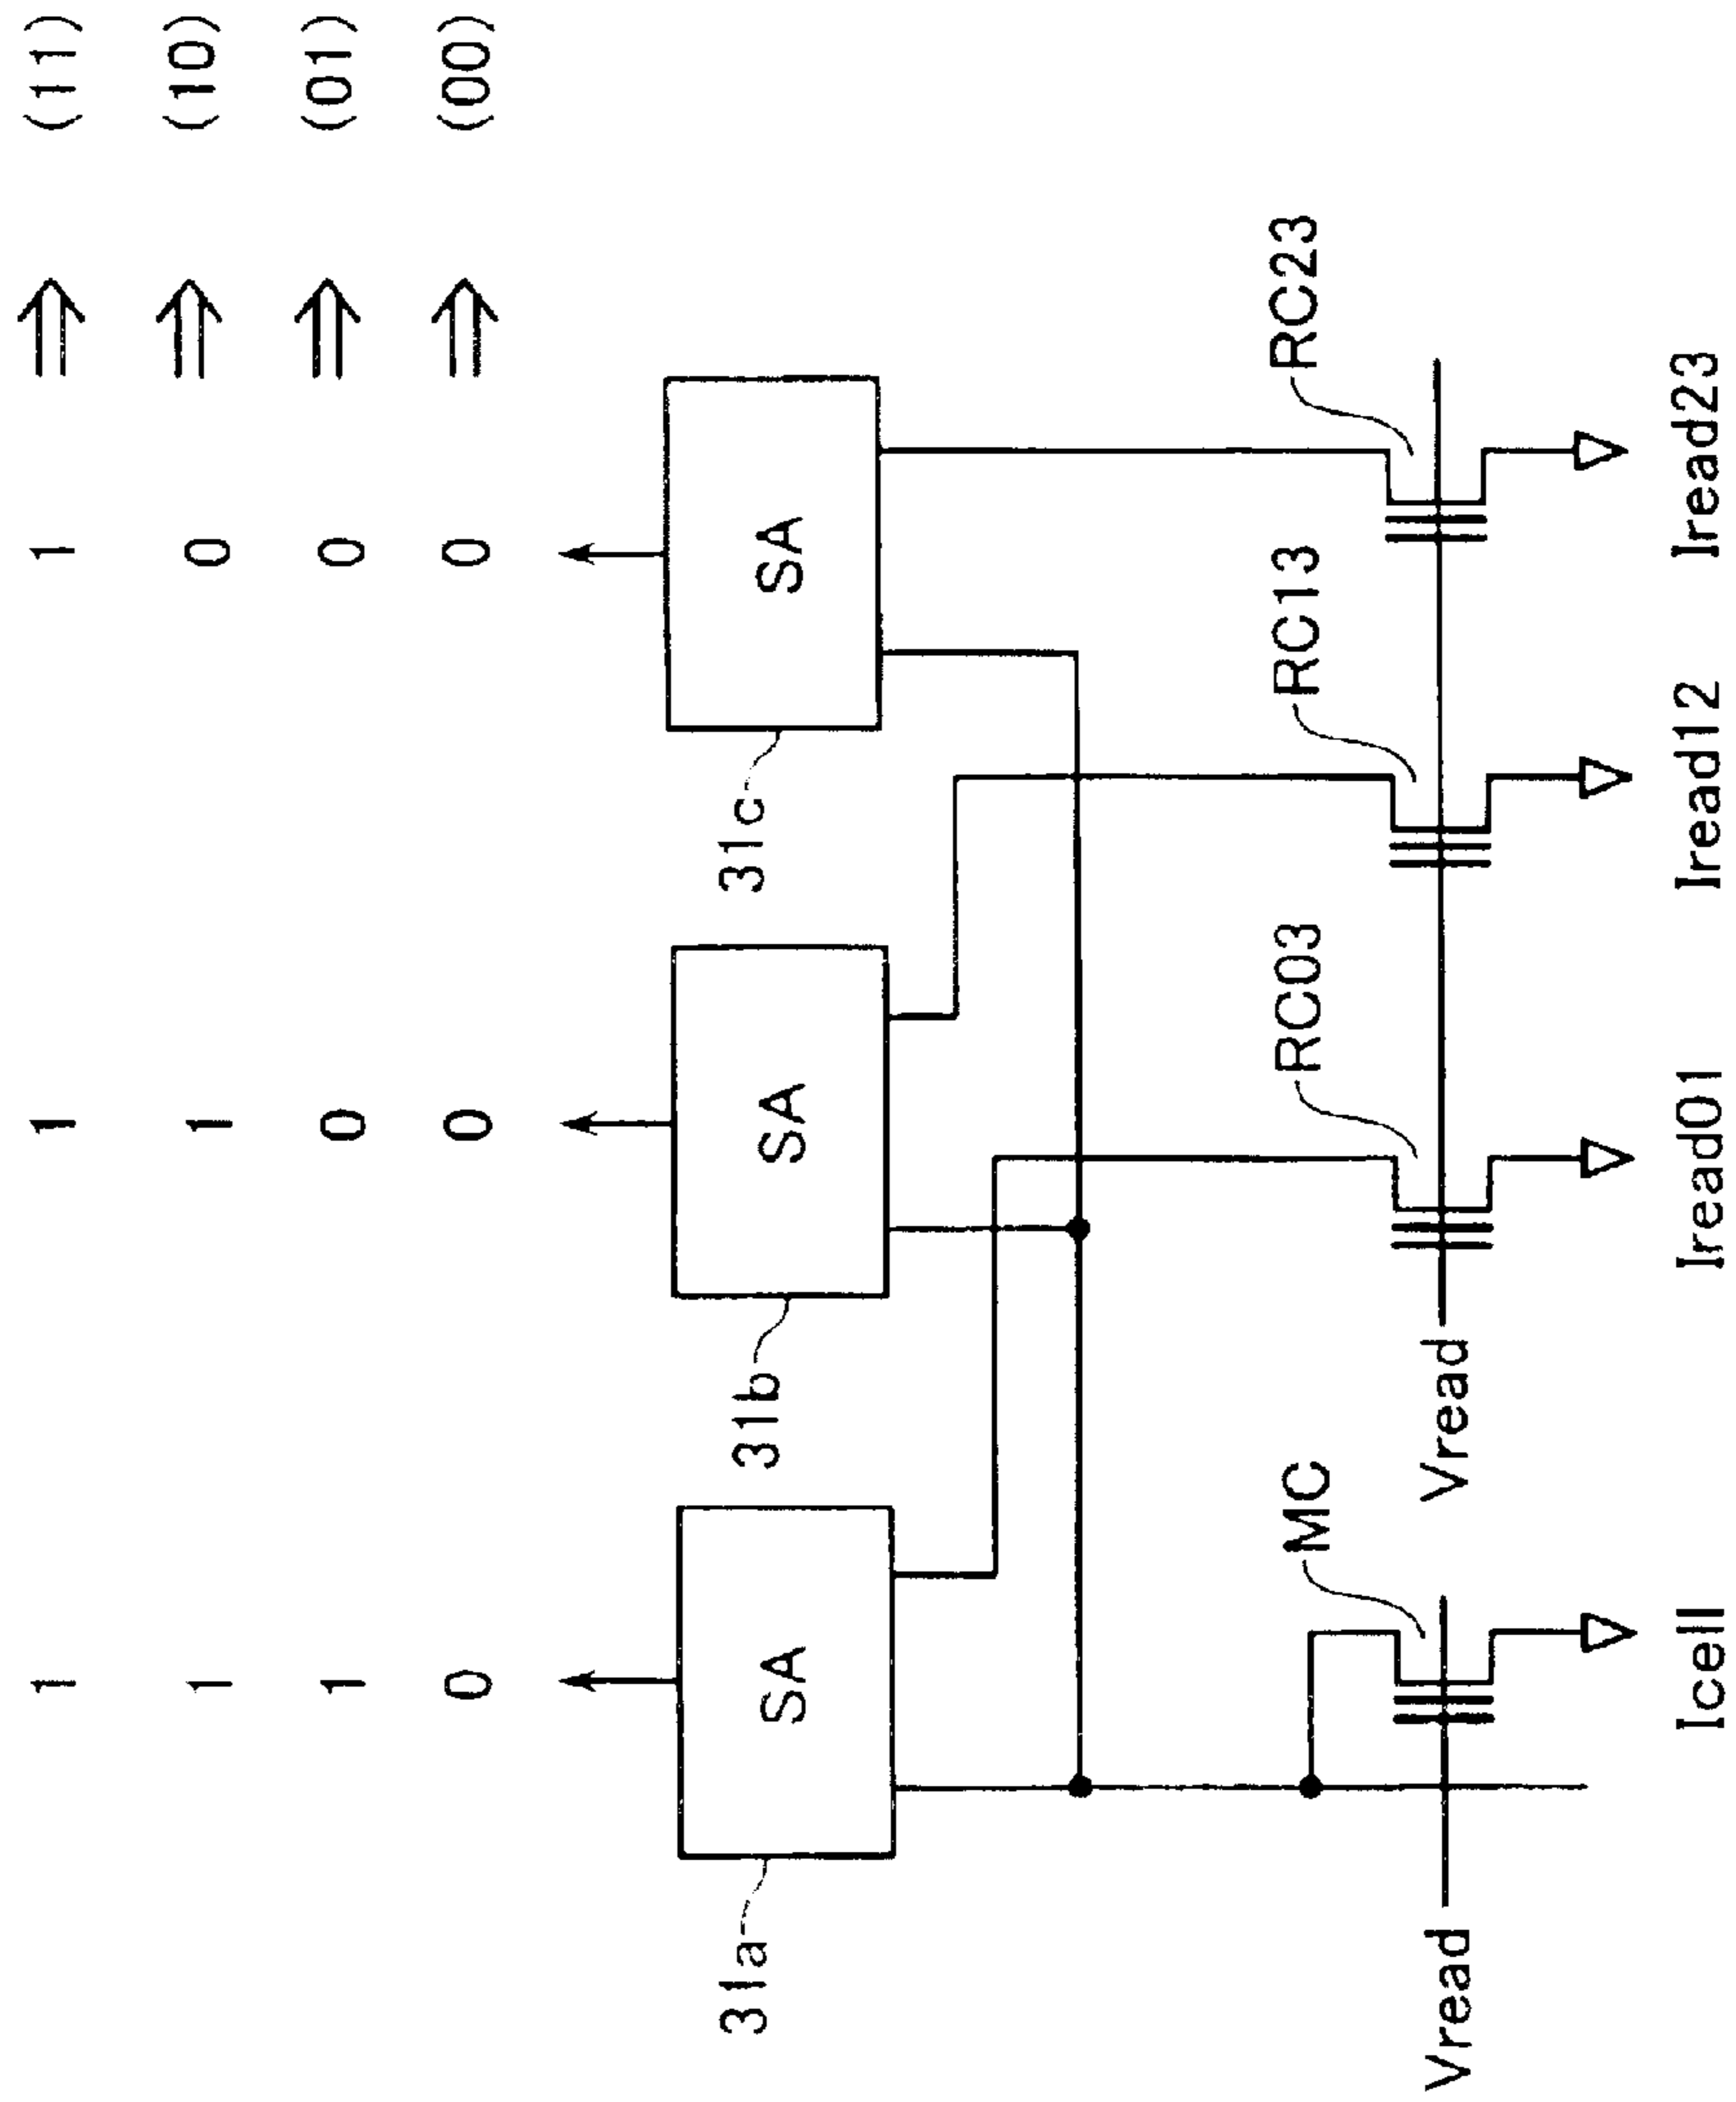 1 1 1 (11)
1 1 0 (10)
1 0 0 (01)
0 0 0 (00)
SA SA SA
31a 31b 31c
MC RC03 RC13 RC23
Vread Vread
Icell Iread01 Iread12 Iread23